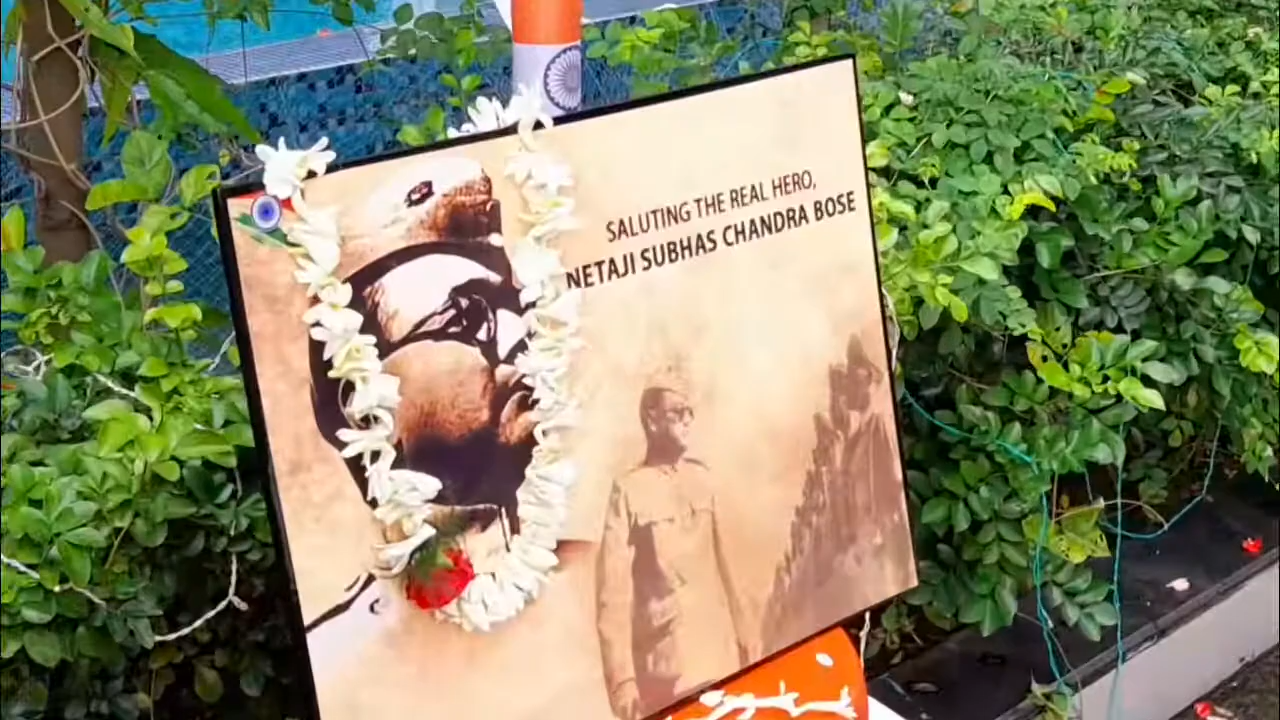 SALUTING THE REAL HERO,
NETAJI SUBHAS CHANDRA BOSE